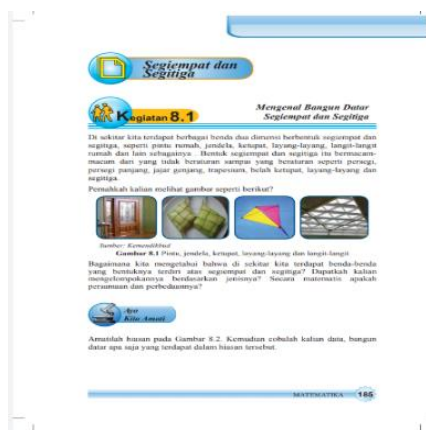 Segiempat dan
Segitiga
Kegiatan 8.1
Mengenal Bangun Datar
Segiempat dan Segitiga
Di sekitar kita terdapat berbagai benda dua dimensi berbentuk segiempat dan
segitiga, seperti pintu rumah, jendela, ketupat, layang-layang, langit-langit
rumah dan lain sebagainya. Bentuk segiempat dan segitiga itu bermacam-
macam dari yang tidak beraturan sampai yang beraturan seperti persegi,
persegi panjang, jajar genjang, trapesium, belah ketupat, layang-layang dan
segitiga.
Pernahkah kalian melihat gambar seperti berikut?
Sumber: Kemendikbud
Gambar 8.1 Pintu, jendela, ketupat, layang-layang dan langit-langit
Bagaimana kita mengetahui bahwa di sekitar kita terdapat benda-benda
yang bentuknya terdiri atas segiempat dan segitiga? Dapatkah kalian
mengelompokannya berdasarkan jenisnya? Secara matematis apakah
persamaan dan perbedaannya?
Ayo
Kita Amati
Amatilah hiasan pada Gambar 8.2. Kemudian cobalah kalian data, bangun
datar apa saja yang terdapat dalam hiasan tersebut.
MATEMATIKA 185